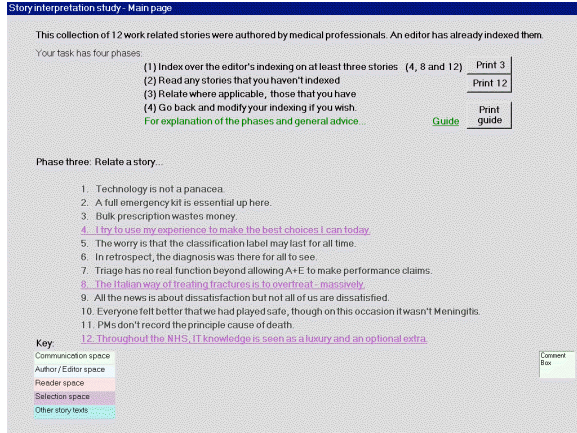 Story interpretation study - Main page
This collection of 12 work related stories were authored by medical professionals. An editor has already indexed them.
Your task has four phases:
(1) Index over the editor's indexing on at least three stories (4, 8 and 12)
Print 3
(2) Read any stories that you haven't indexed
Print 12
(3) Relate where applicable, those that you have
(4) Go back and modify your indexing if you wish.
Print
guide
For explanation of the phases and general advice...
Guide
Phase three: Relate a story...
1. Technology is not a panacea.
2. A full emergency kit is essential up here.
3. Bulk prescription wastes money.
4. I try to use my experience to make the best choices I can today.
5. The worry is that the classification label may last for all time.
6. In retrospect, the diagnosis was there for all to see.
7. Triage has no real function beyond allowing A+E to make performance claims.
8. The Italian way of treating fractures is to overtreat - massively.
9. All the news is about dissatisfaction but not all of us are dissatisfied.
10. Everyone felt better that we had played safe, though on this occasion it wasn't Meningitis.
11. PMs don't record the principle cause of death.
12. Throughout the NHS, IT knowledge is seen as a luxury and an optional extra.
Key:
Communication space
Author / Editor space
Reader space
Selection space
Other story texts
Comment
Box